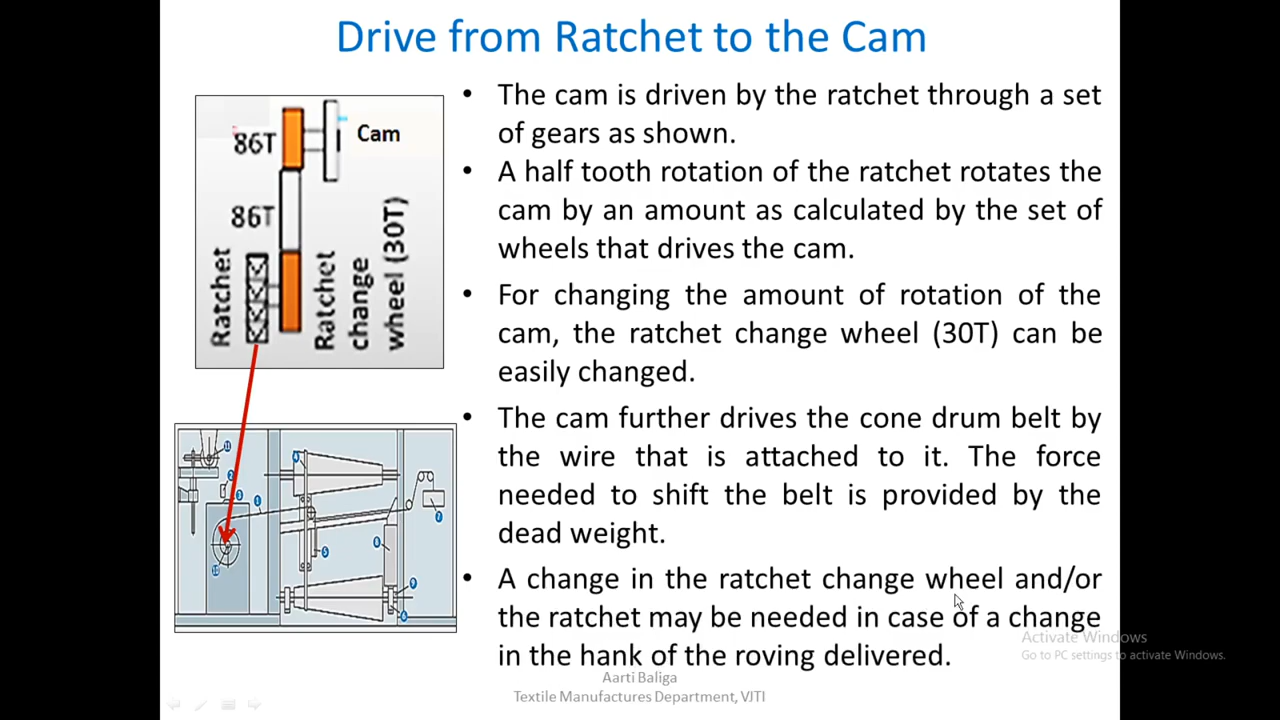 Drive from Ratchet to the Cam
86T
Cam
86T
Ratchet
Ratchet
change
wheel (30T)
• The cam is driven by the ratchet through a set
of gears as shown.
• A half tooth rotation of the ratchet rotates the
cam by an amount as calculated by the set of
wheels that drives the cam.
• For changing the amount of rotation of the
cam, the ratchet change wheel (30T) can be
easily changed.
• The cam further drives the cone drum belt by
the wire that is attached to it. The force
needed to shift the belt is provided by the
dead weight.
• A change in the ratchet change wheel and/or
the ratchet may be needed in case of a change
in the hank of the roving delivered.
Activate Windows
Go to PC settings to activate Windows.
Aarti Baliga
Textile Manufactures Department, VJTI